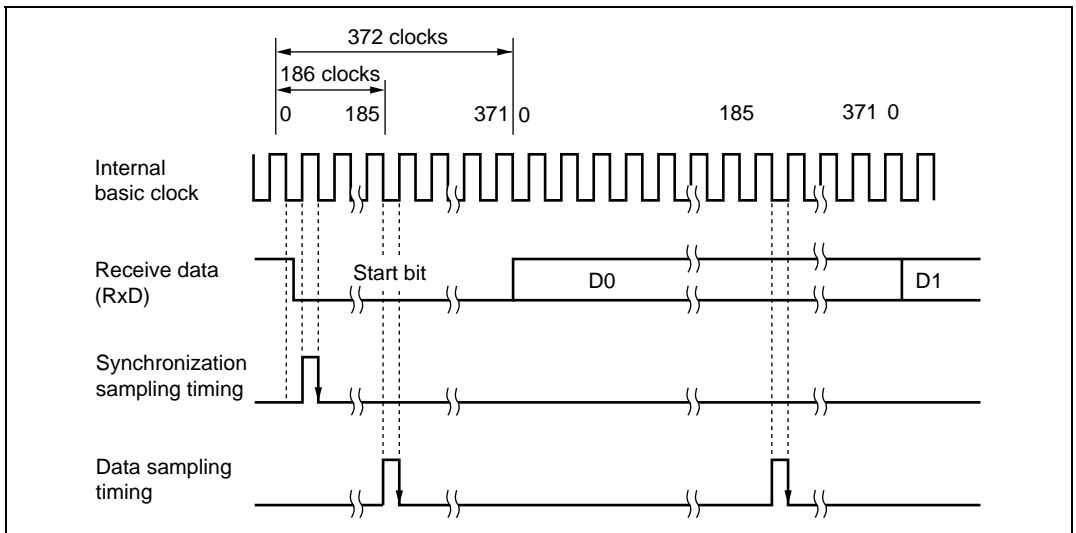 372 clocks
186 clocks
0 185 371 0 185 371 0
Internal
basic clock
Receive data
(RxD)
Start bit D0 D1
Synchronization
sampling timing
Data sampling
timing